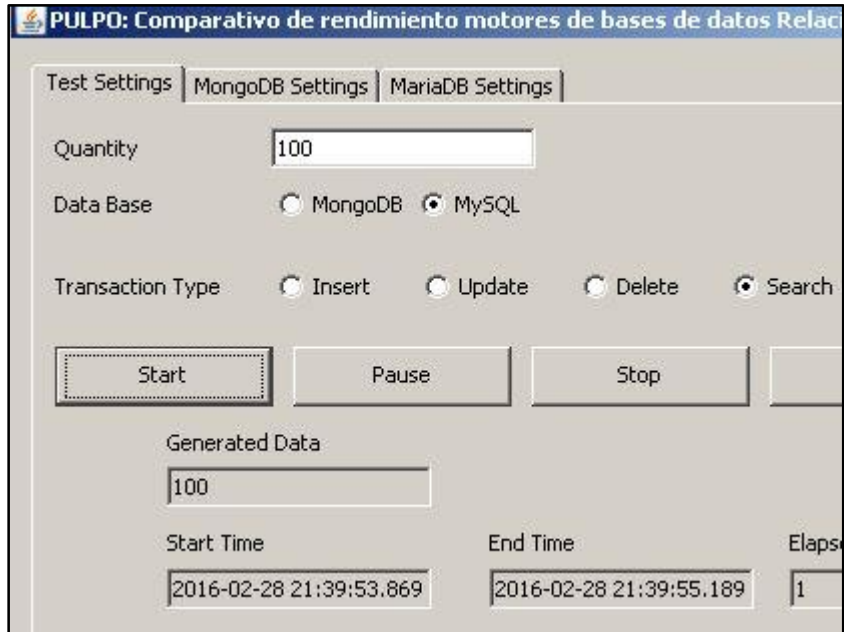 PULPO: Comparativo de rendimiento motores de bases de datos Relaci
Test Settings MongoDB Settings MariaDB Settings
Quantity 100
Data Base MongoDB MySQL
Transaction Type Insert Update Delete Search
Start Pause Stop
Generated Data
100
Start Time End Time Elapse
2016-02-28 21:39:53.869 2016-02-28 21:39:55.189 1